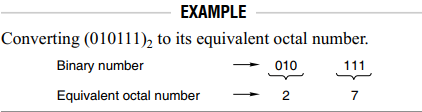 EXAMPLE
Converting (010111)₂ to its equivalent octal number.
Binary number → 010 111
Equivalent octal number → 2 7